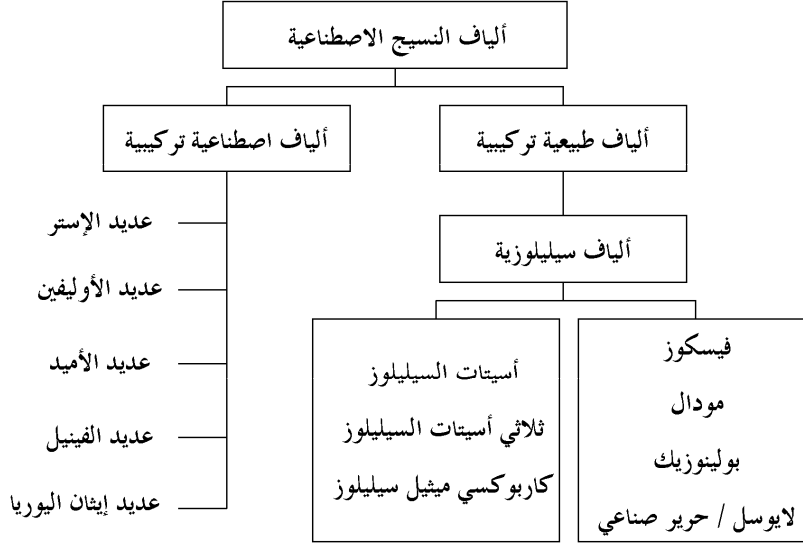 ألياف النسيج الاصطناعية
ألياف طبيعية تركيبية
ألياف اصطناعية تركيبية
ألياف سيليلوزية
فيسكوز
مودال
بولينوزيك
لايوسل / حرير صناعي
أسيتات السيليلوز
ثلاثي أسيتات السيليلوز
كاربوكسي ميثيل سيليلوز
عديد الإستر
عديد الأوليفين
عديد الأميد
عديد الفينيل
عديد إيثان اليوريا